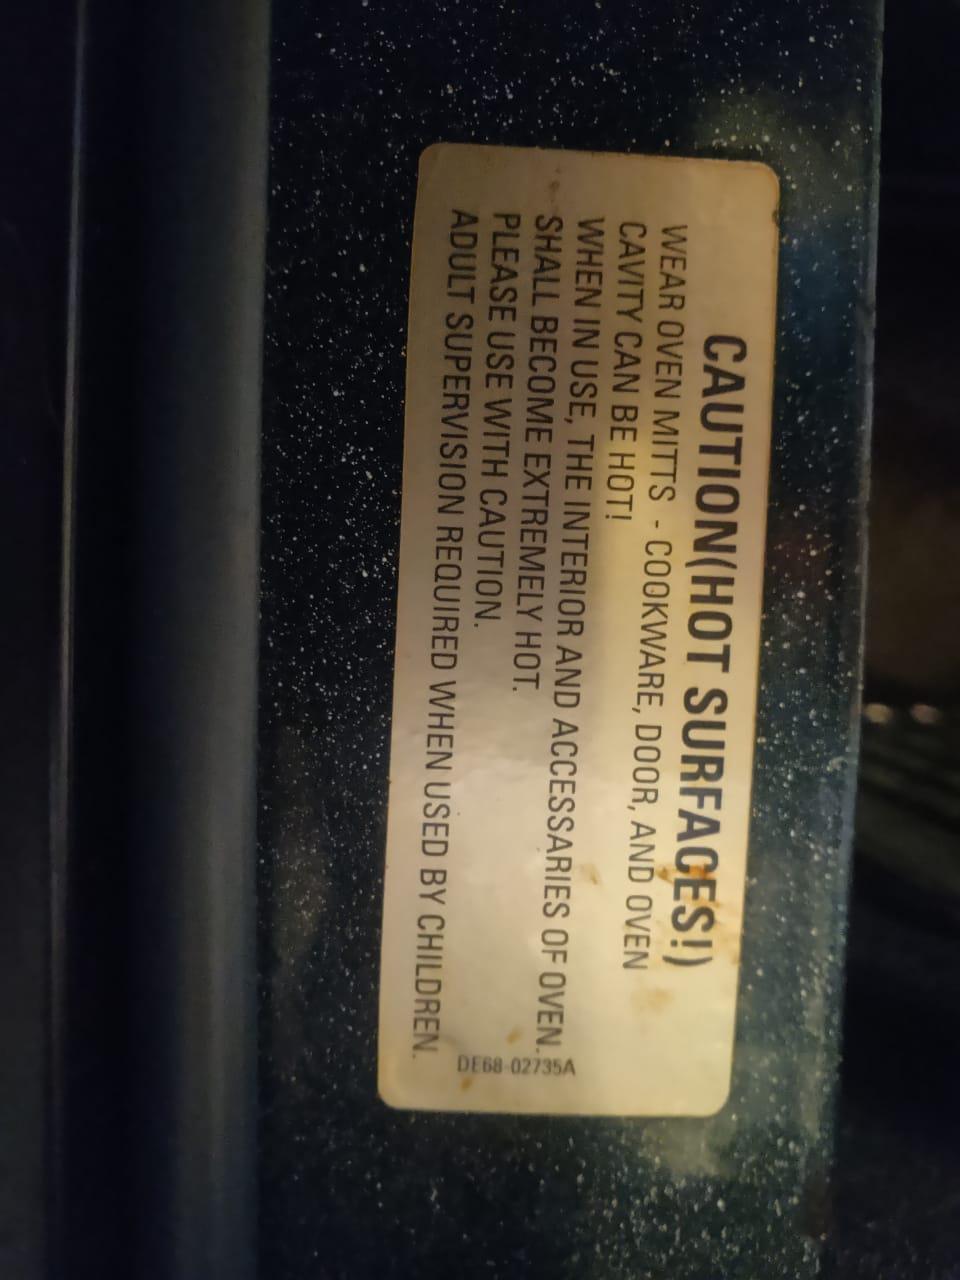 CAUTION(HOT SURFACES!)
WEAR OVEN MITTS - COOKWARE, DOOR, AND OVEN
CAVITY CAN BE HOT!
WHEN IN USE, THE INTERIOR AND ACCESSARIES OF OVEN
SHALL BECOME EXTREMELY HOT.
PLEASE USE WITH CAUTION.
ADULT SUPERVISION REQUIRED WHEN USED BY CHILDREN.
DE68-02735A